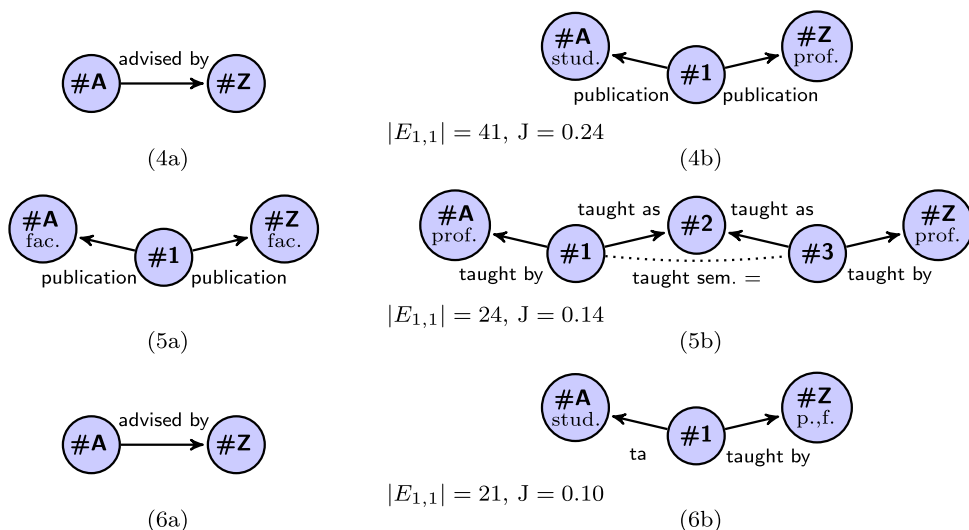 #A
advised by
#Z
#A
stud.
#1
#Z
prof.
publication
publication
|E1,1| = 41, J = 0.24
(4a)
(4b)
#A
fac.
#1
#Z
fac.
publication
publication
#A
prof.
taught as
#2
taught as
#Z
prof.
#1
#3
taught by
taught sem. =
taught by
|E1,1| = 24, J = 0.14
(5a)
(5b)
#A
advised by
#Z
#A
stud.
#1
#Z
p.,f.
ta
taught by
|E1,1| = 21, J = 0.10
(6a)
(6b)